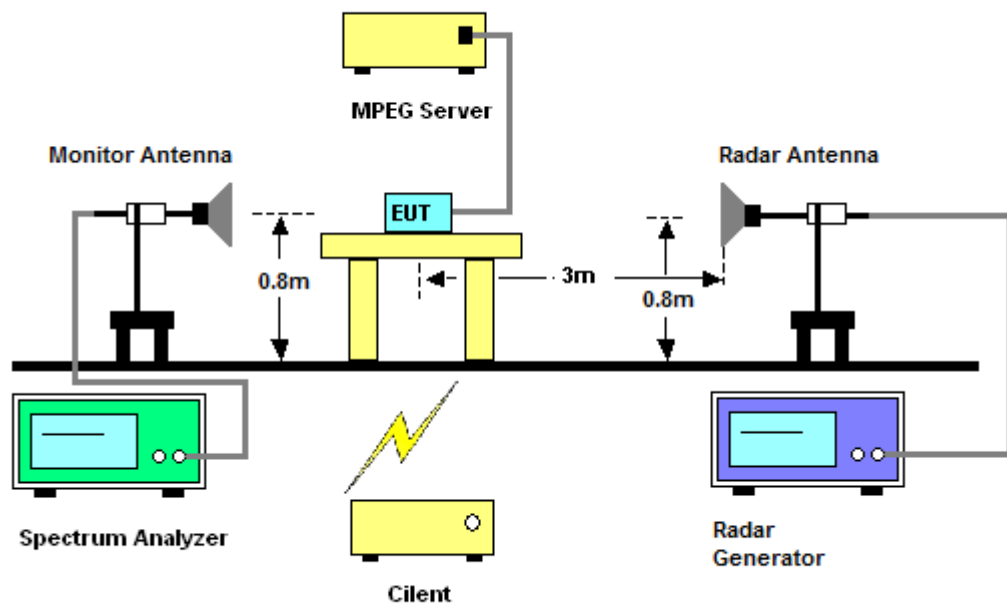 MPEG Server
Monitor Antenna
Radar Antenna
EUT
0.8m
3m
0.8m
Spectrum Analyzer
Radar
Generator
Cilent